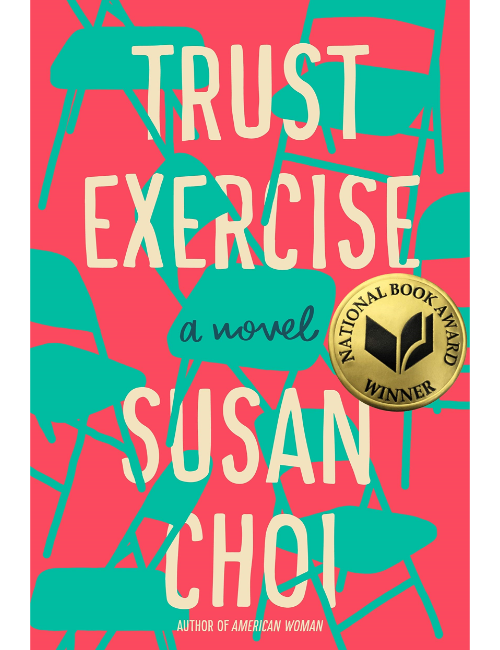 TRUST
EXERCISE
a novel
NATIONAL BOOK AWARD
WINNER
SUSAN
CHOI
AUTHOR OF AMERICAN WOMAN